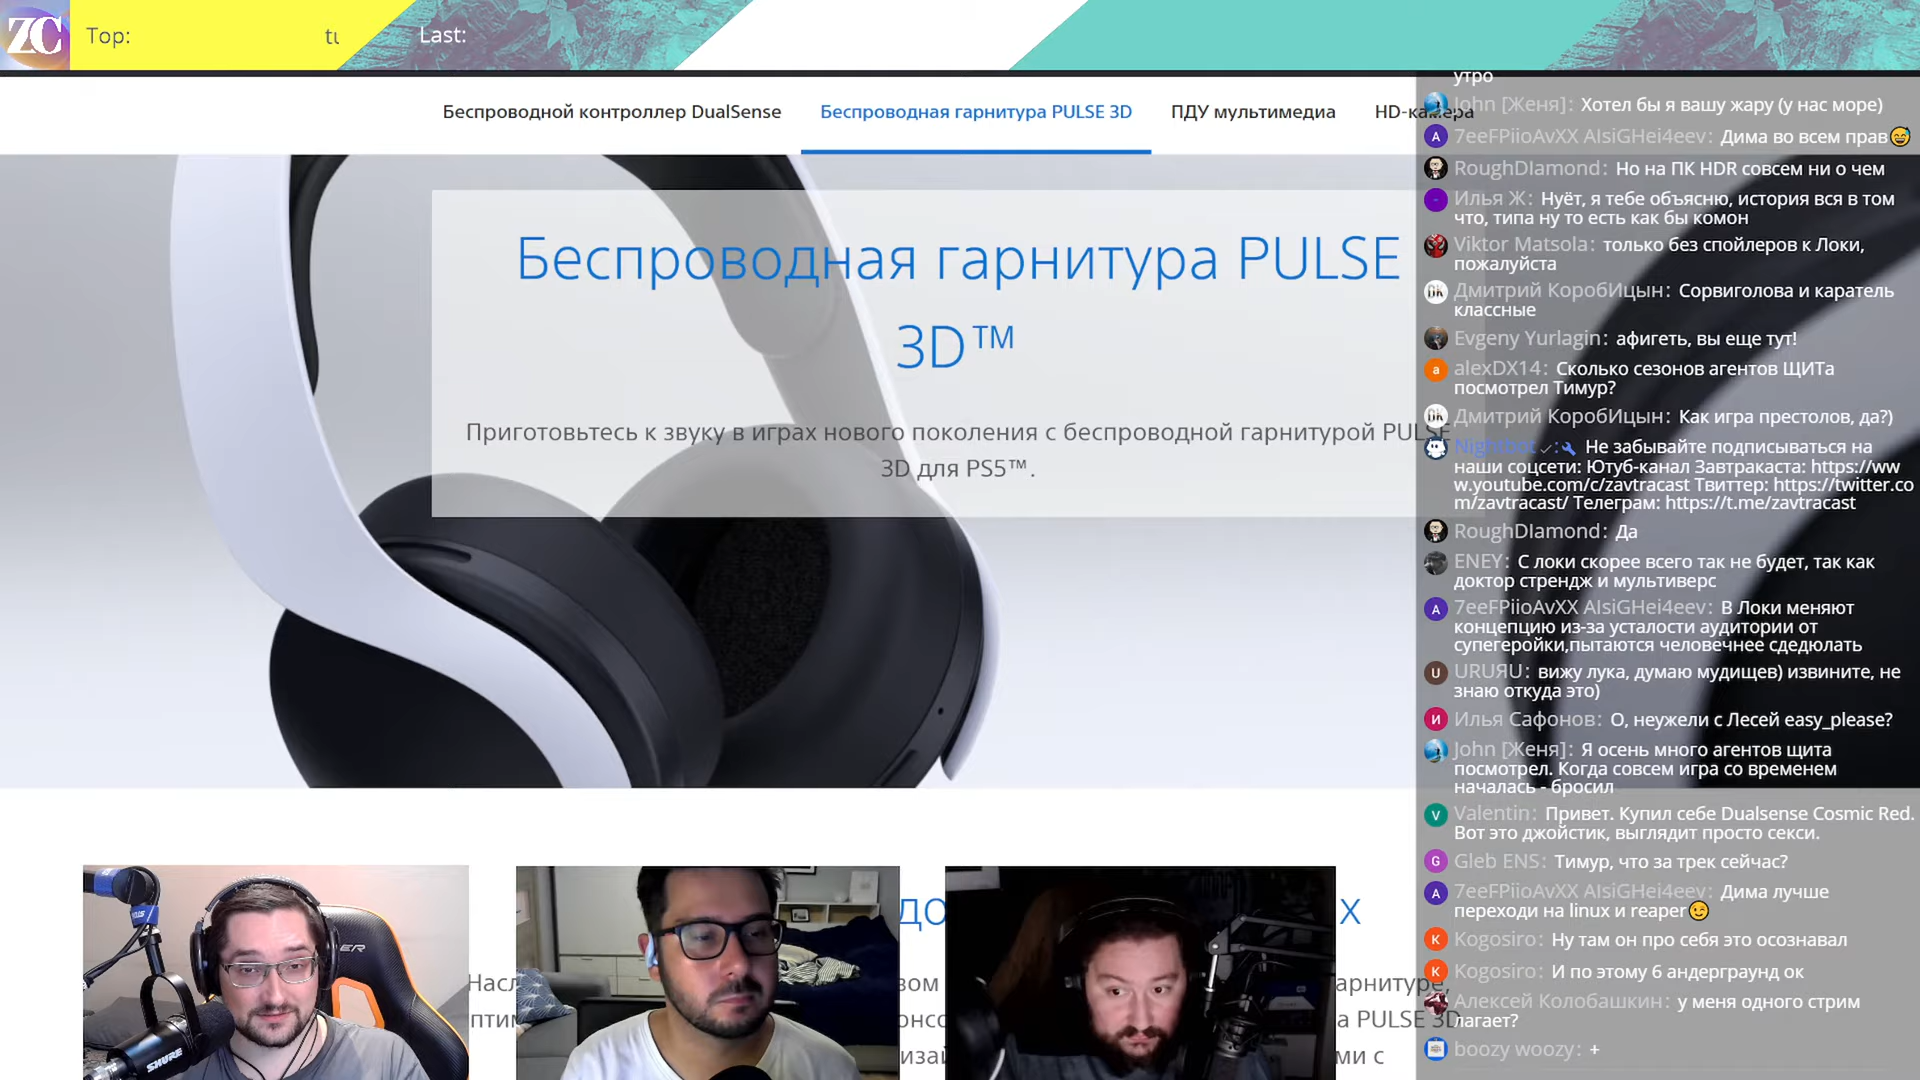 ZC
Top:
tu
Last:
Беспроводной контроллер DualSense
Беспроводная гарнитура PULSE 3D
ПДУ мультимедиа
HD-камера
Беспроводная гарнитура PULSE
3D™
Приготовьтесь к звуку в играх нового поколения с беспроводной гарнитурой PULSE
3D для PS5™.
SHURE
утро
John [Женя]: Хотел бы я вашу жару (у нас море)
7eeFPiioAvXX AIsiGHei4eev: Дима во всем прав😅
RoughDIamond: Но на ПК HDR совсем ни о чем
Илья Ж: Нуёт, я тебе объясню, история вся в том
что, типа ну то есть как бы комон
Viktor Matsola: только без спойлеров к Локи,
пожалуйста
Дмитрий КоробИцын: Сорвиголова и каратель
классные
Evgeny Yurlagin: афигеть, вы еще тут!
alexDX14: Сколько сезонов агентов ЩИТа
посмотрел Тимур?
Дмитрий КоробИцын: Как игра престолов, да?)
Nightbot ✓: Не забывайте подписываться на
наши соцсети: Ютуб-канал Завтракаста: https://ww
w.youtube.com/c/zavtracast Твиттер: https://twitter.co
m/zavtracast/ Телеграм: https://t.me/zavtracast
RoughDIamond: Да
ENEY: С локи скорее всего так не будет, так как
доктор стрендж и мультиверс
7eeFPiioAvXX AIsiGHei4eev: В Локи меняют
концепцию из-за усталости аудитории от
супегеройки,пытаются человечнее сдедюлать
URUЯU: вижу лука, думаю мудищев) извините, не
знаю откуда это)
Илья Сафонов: О, неужели с Лесей easy_please?
John [Женя]: Я осень много агентов щита
посмотрел. Когда совсем игра со временем
началась - бросил
Valentin: Привет. Купил себе Dualsense Cosmic Red.
Вот это джойстик, выглядит просто секси.
Gleb ENS: Тимур, что за трек сейчас?
7eeFPiioAvXX AIsiGHei4eev: Дима лучше
переходи на linux и reaper😉
Kogosiro: Ну там он про себя это осознавал
Kogosiro: И по этому 6 андерграунд ок
Алексей Колобашкин: у меня одного стрим
лагает?
boozy woozy: +